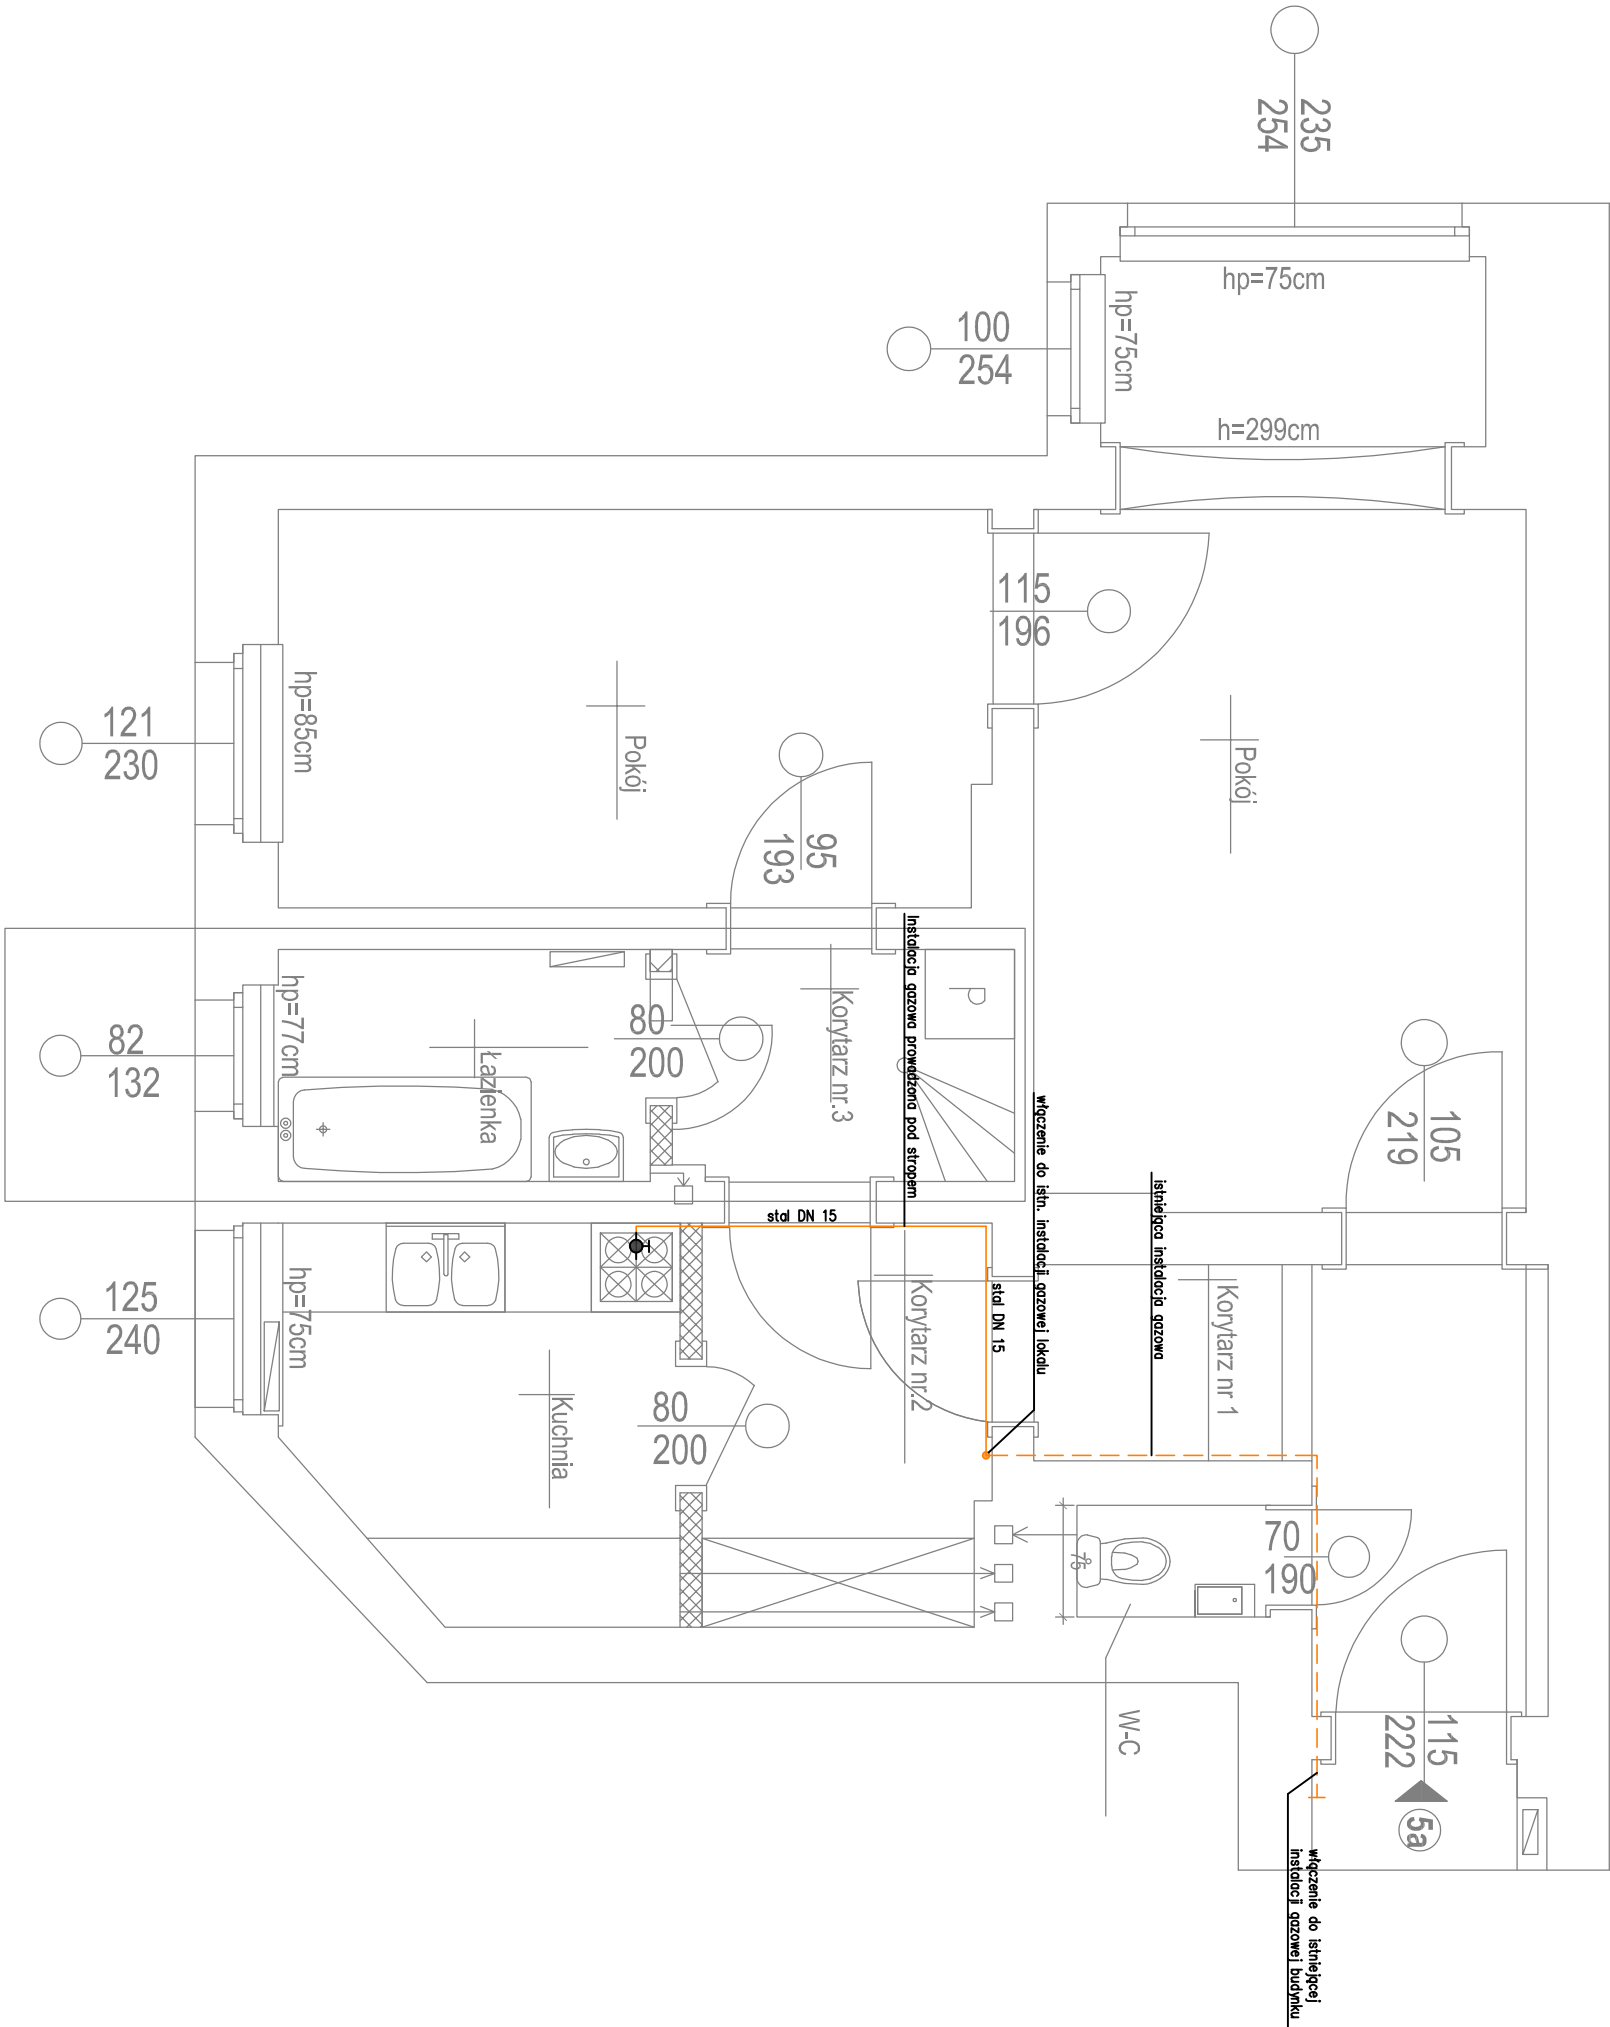 235
254
hp=75cm
100
254
hp=75cm
h=299cm
115
196
121
230
hp=85cm
Pokój
Pokój
95
193
Instalacja gazowa prowadzona pod stropem
82
132
hp=77cm
Łazienka
80
200
Korytarz nr.3
105
219
włączenie do istn. instalacji gazowej lokalu
istniejąca instalacja gazowa
stal DN 15
stal DN 15
125
240
hp=75cm
Kuchnia
80
200
Korytarz nr.2
Korytarz nr 1
75
70
190
W-C
115
222
5a
włączenie do istniejącej
instalacji gazowej budynku